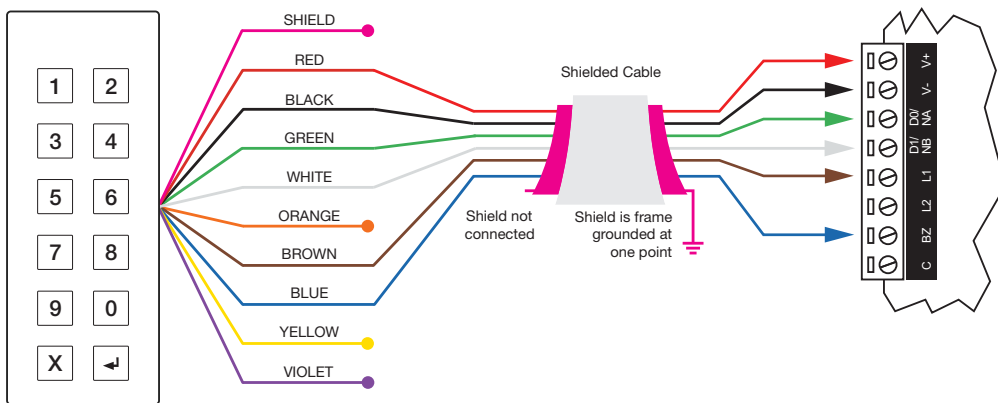 1 2
3 4
5 6
7 8
9 0
X ↲
SHIELD
RED
BLACK
GREEN
WHITE
ORANGE
BROWN
BLUE
YELLOW
VIOLET
Shielded Cable
Shield not
connected
Shield is frame
grounded at
one point
V+
V-
D0/
NA
D1/
NB
L1
L2
BZ
C